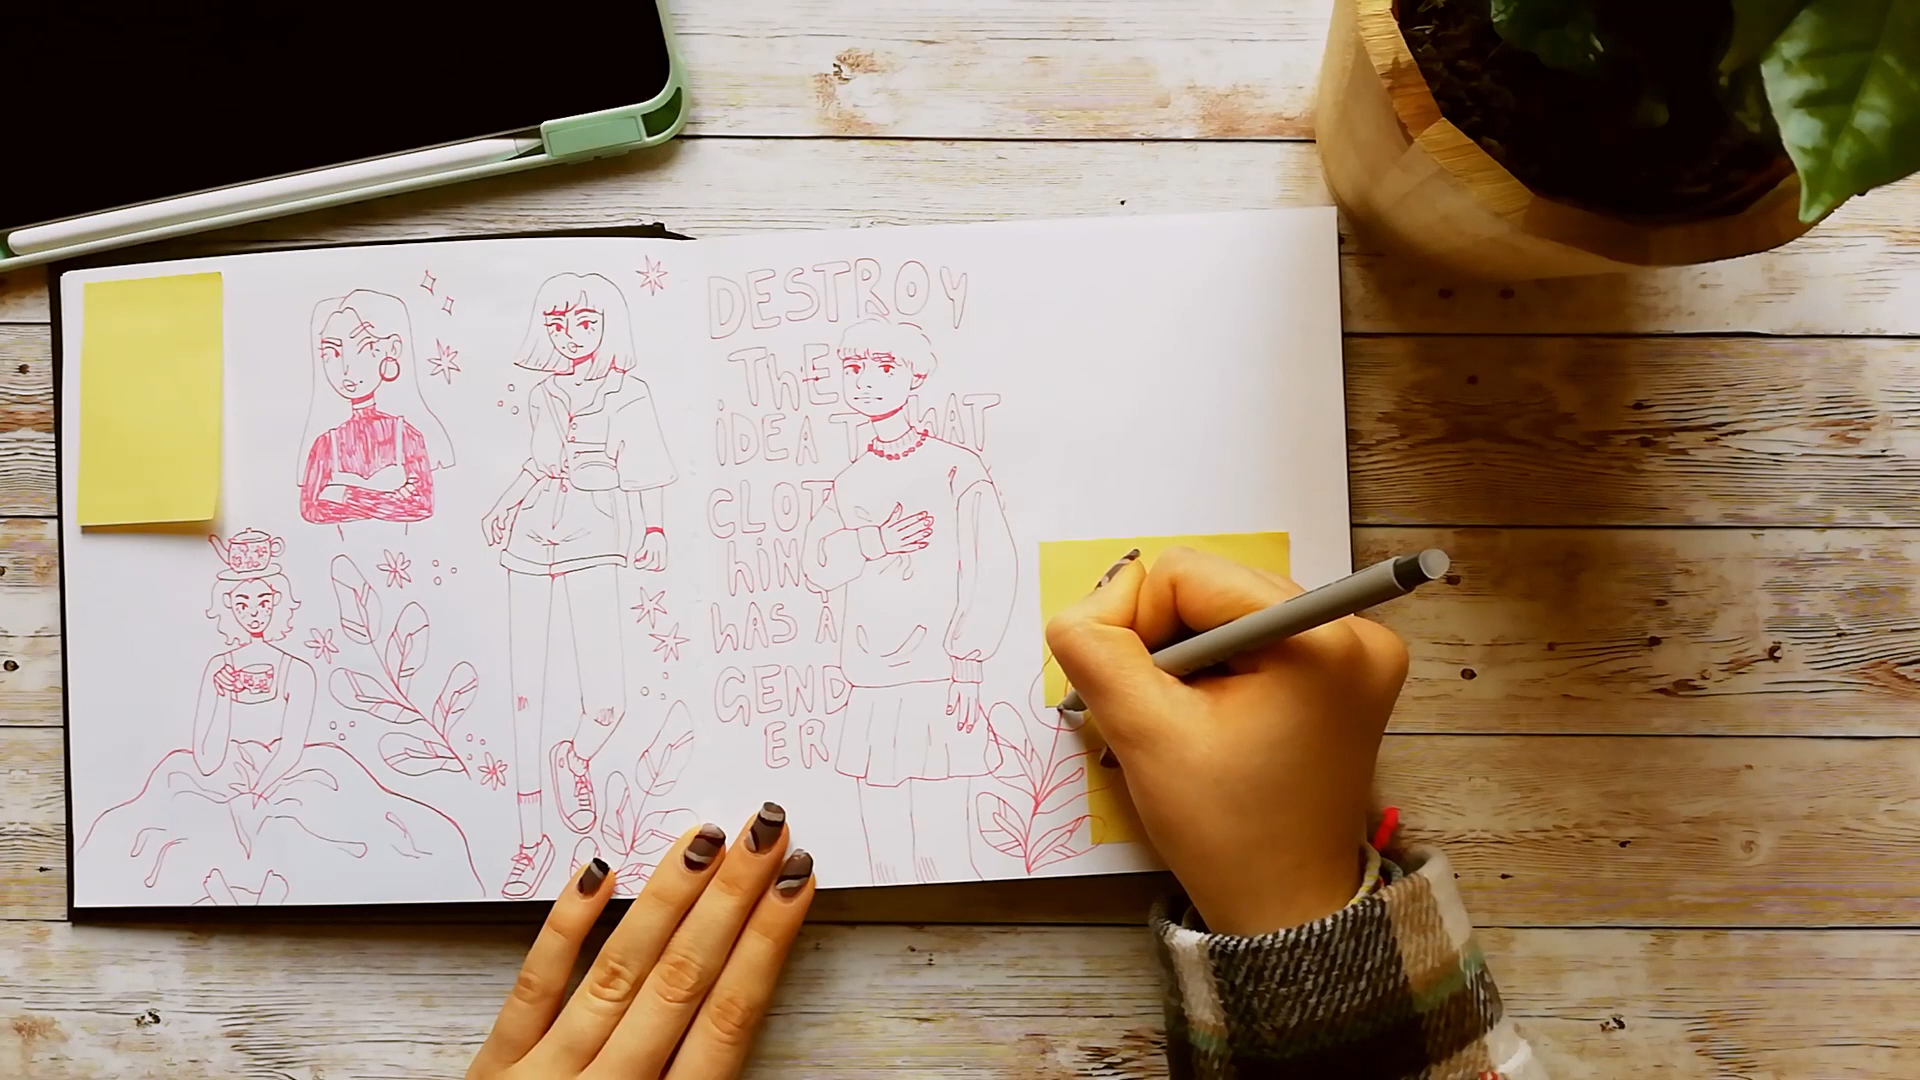 DESTROY
ThE
iDEA THAT
CLOT
hiN
hAS A
GEND
ER